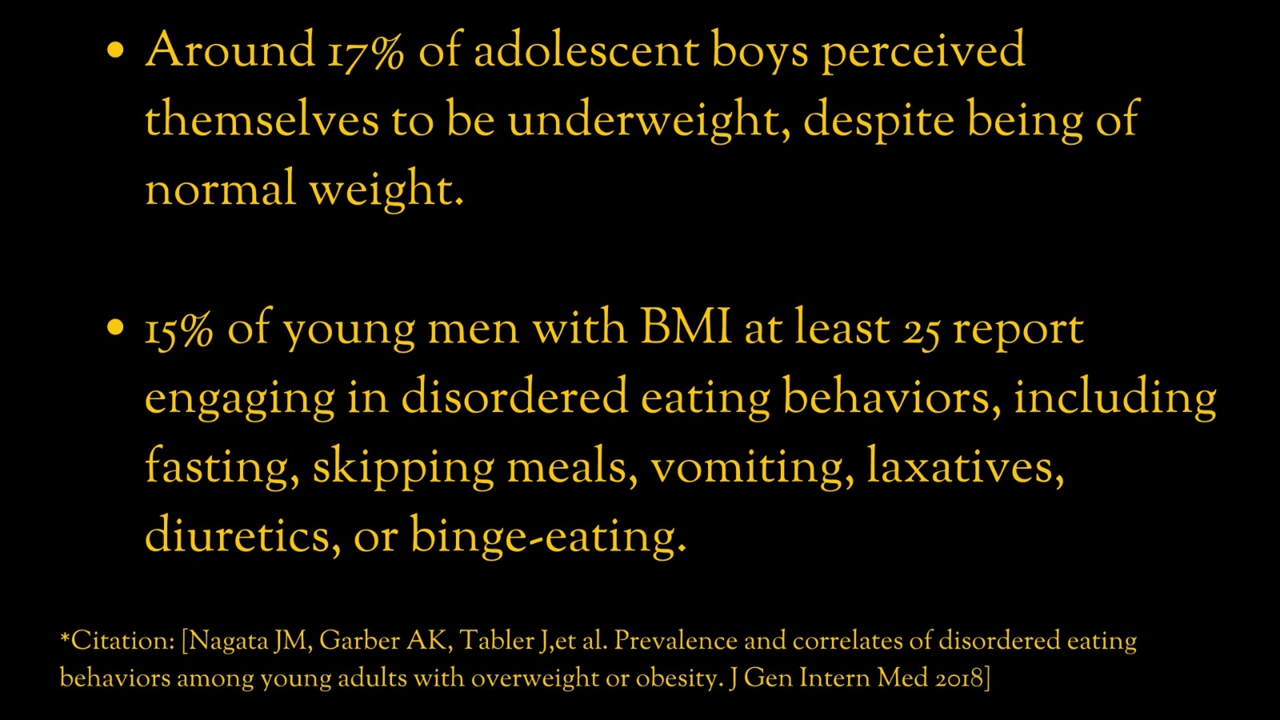 • Around 17% of adolescent boys perceived
themselves to be underweight, despite being of
normal weight.
• 15% of young men with BMI at least 25 report
engaging in disordered eating behaviors, including
fasting, skipping meals, vomiting, laxatives,
diuretics, or binge-eating.
*Citation: [Nagata JM, Garber AK, Tabler J,et al. Prevalence and correlates of disordered eating
behaviors among young adults with overweight or obesity. J Gen Intern Med 2018]